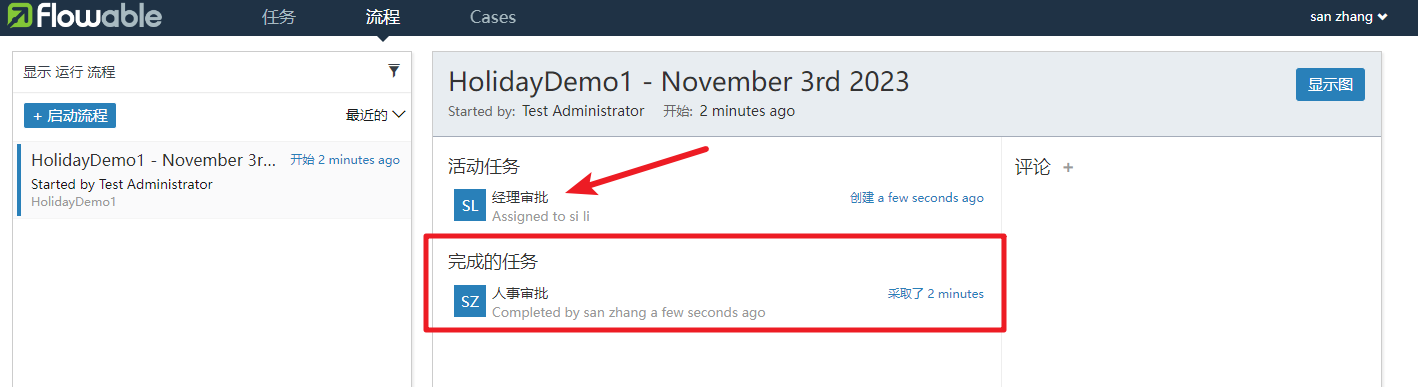 Flowable 任务 流程 Cases san zhang
显示 运行 流程
+ 启动流程 最近的
HolidayDemo1 - November 3r... 开始 2 minutes ago
Started by Test Administrator
HolidayDemo1
HolidayDemo1 - November 3rd 2023
显示图
Started by: Test Administrator 开始: 2 minutes ago
活动任务
SL 经理审批 创建 a few seconds ago
Assigned to si li
完成的任务
SZ 人事审批 采取了 2 minutes
Completed by san zhang a few seconds ago
评论 +